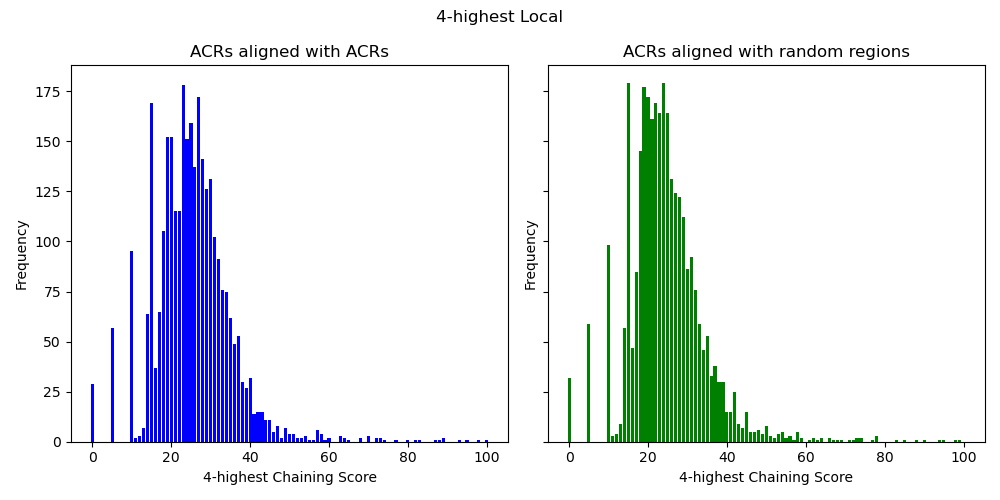 4-highest Local
ACRs aligned with ACRs
ACRs aligned with random regions
175
150
125
100
75
50
25
0
Frequency
Frequency
0 20 40 60 80 100
0 20 40 60 80 100
4-highest Chaining Score
4-highest Chaining Score